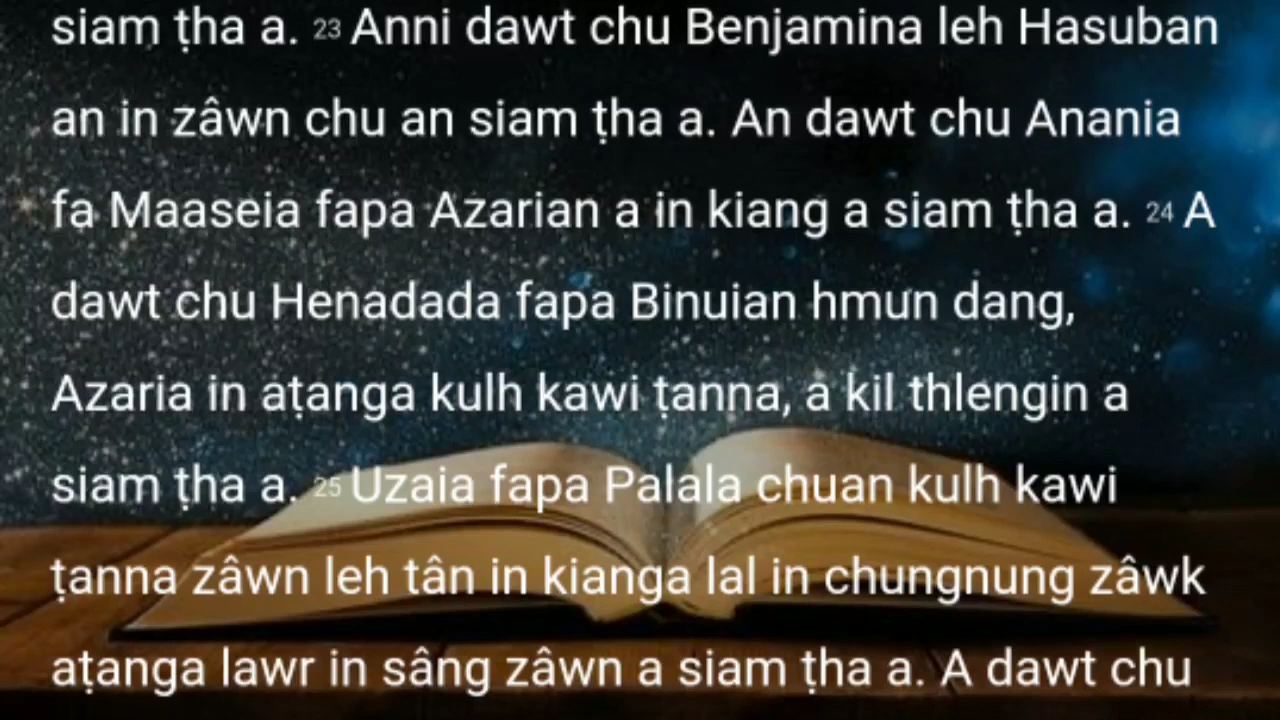 siam ṭha a. 23 Anni dawt chu Benjamina leh Hasuban
an in zâwn chu an siam ṭha a. An dawt chu Anania
fa Maaseia fapa Azarian a in kiang a siam ṭha a. 24 A
dawt chu Henadada fapa Binuian hmun dang,
Azaria in aṭanga kulh kawi ṭanna, a kil thlengin a
siam ṭha a. 25 Uzaia fapa Palala chuan kulh kawi
ṭanna zâwn leh tân in kianga lal in chungnung zâwk
aṭanga lawr in sâng zâwn a siam ṭha a. A dawt chu